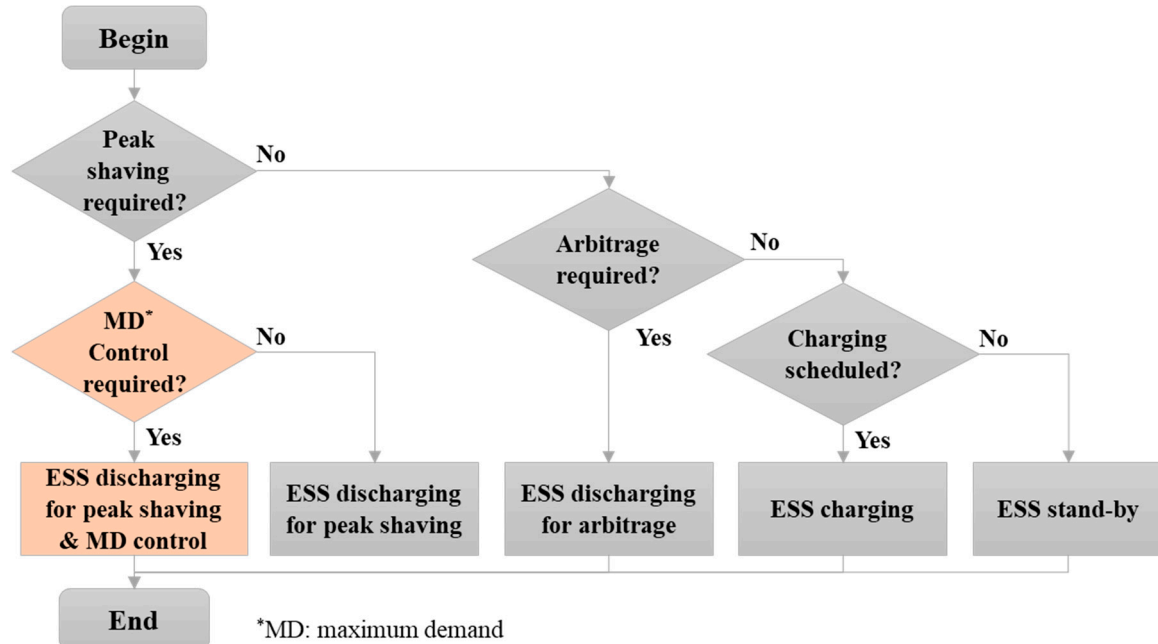 Begin
Peak
shaving
required?
No
Yes
Arbitrage
required?
No
Yes
MD*
Control
required?
No
Yes
Charging
scheduled?
No
Yes
ESS discharging
for peak shaving
& MD control
ESS discharging
for peak shaving
ESS discharging
for arbitrage
ESS charging
ESS stand-by
End
*MD: maximum demand